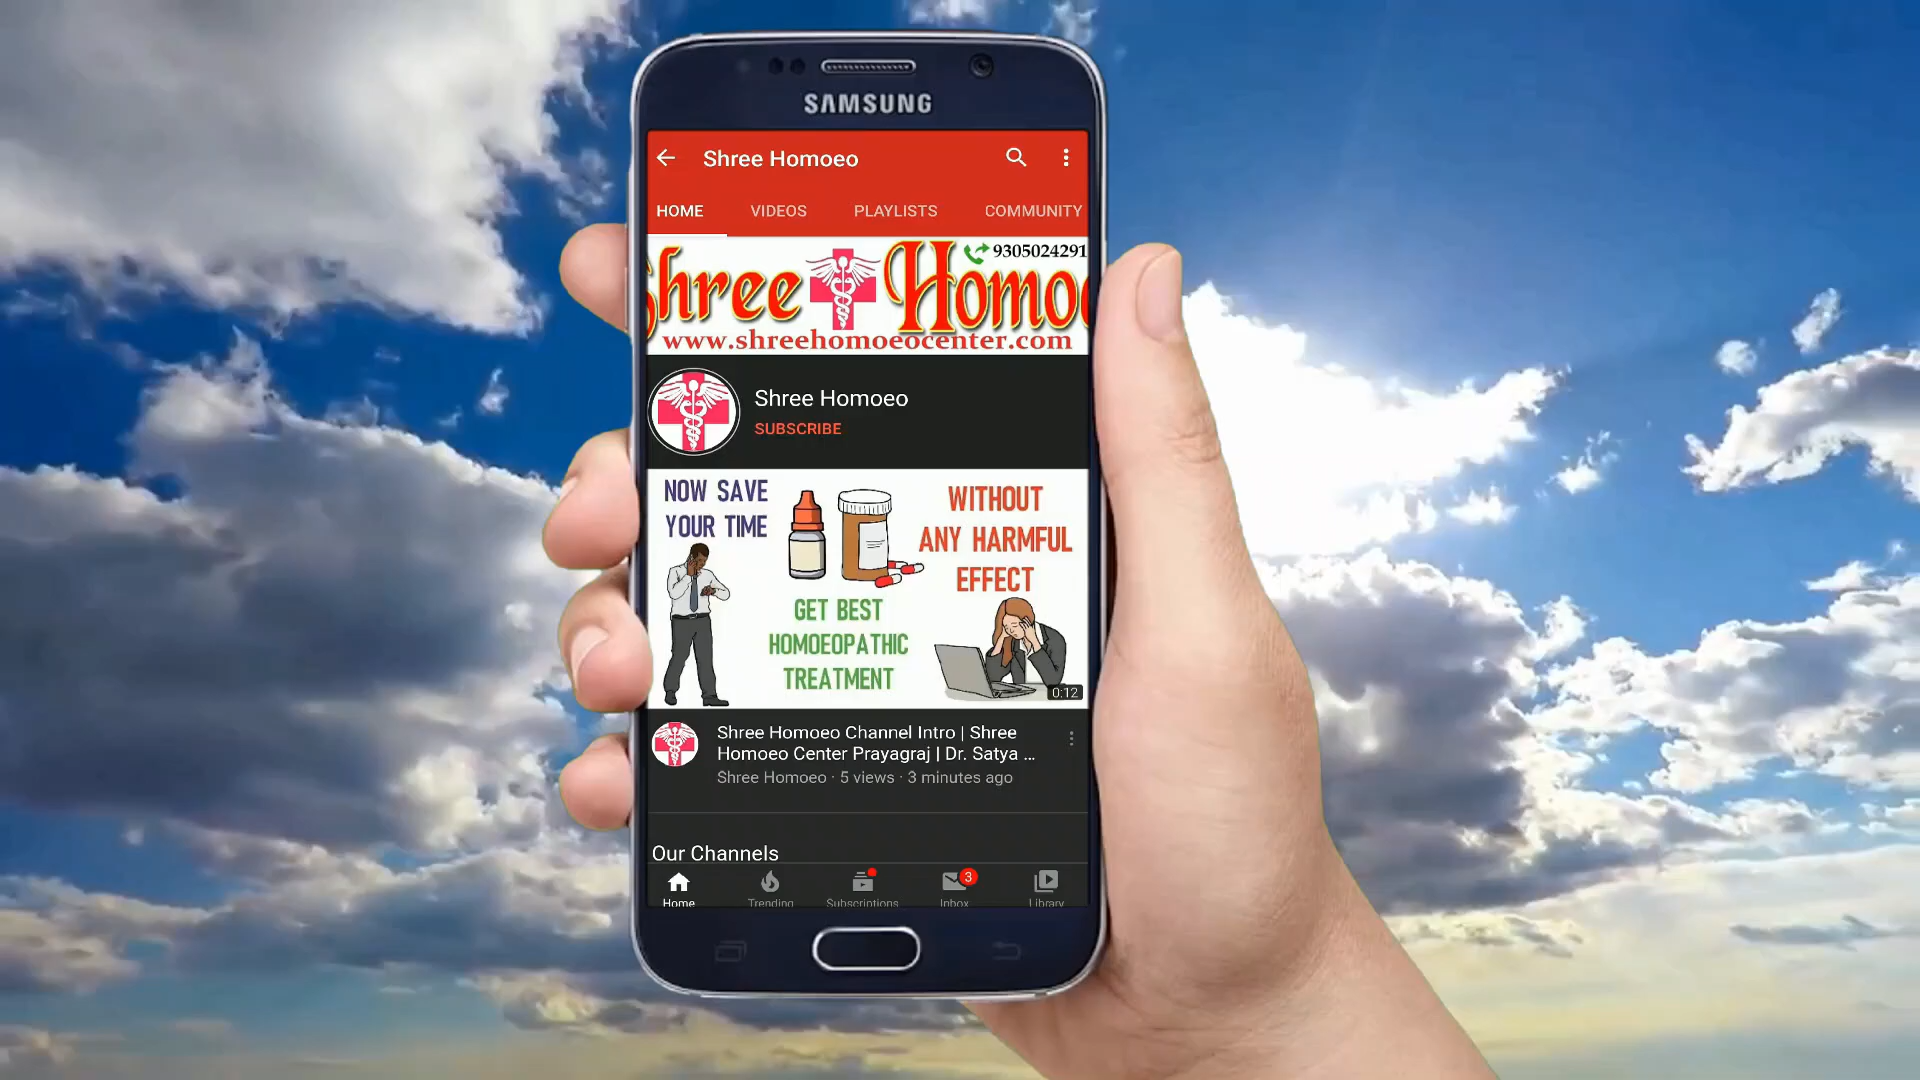 SAMSUNG
Shree Homoeo
HOME VIDEOS PLAYLISTS COMMUNITY
9305024291
Shree Homoe
www.shreehomoeocenter.com
Shree Homoeo
SUBSCRIBE
NOW SAVE
YOUR TIME
WITHOUT
ANY HARMFUL
EFFECT
GET BEST
HOMOEOPATHIC
TREATMENT
0:12
Shree Homoeo Channel Intro | Shree
Homoeo Center Prayagraj | Dr. Satya ...
Shree Homoeo · 5 views · 3 minutes ago
Our Channels
3
Home Trending Subscriptions Inbox Library